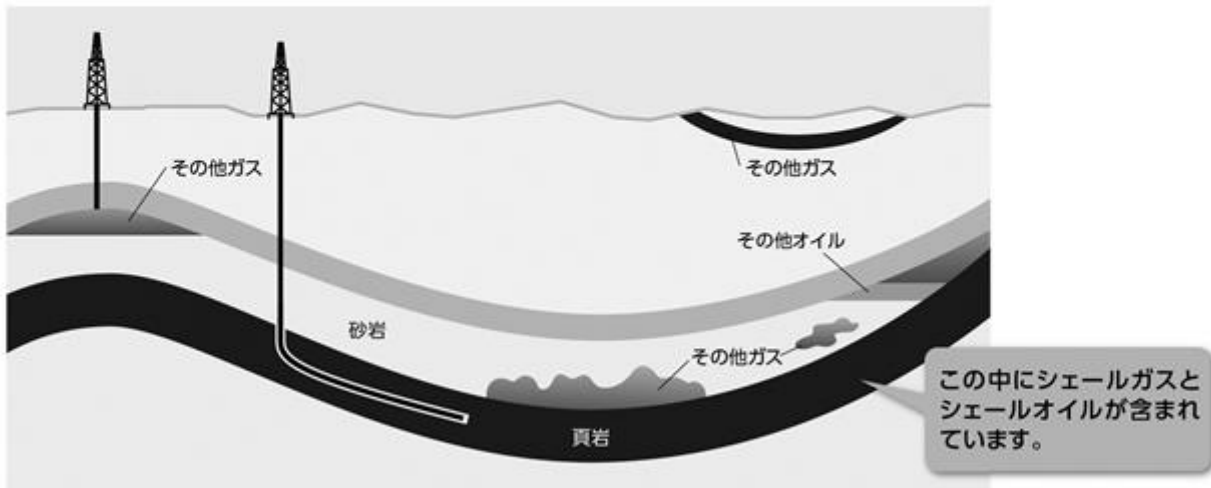 その他ガス
その他ガス
その他オイル
砂岩
その他ガス
頁岩
この中にシェールガスと
シェールオイルが含まれ
ています。